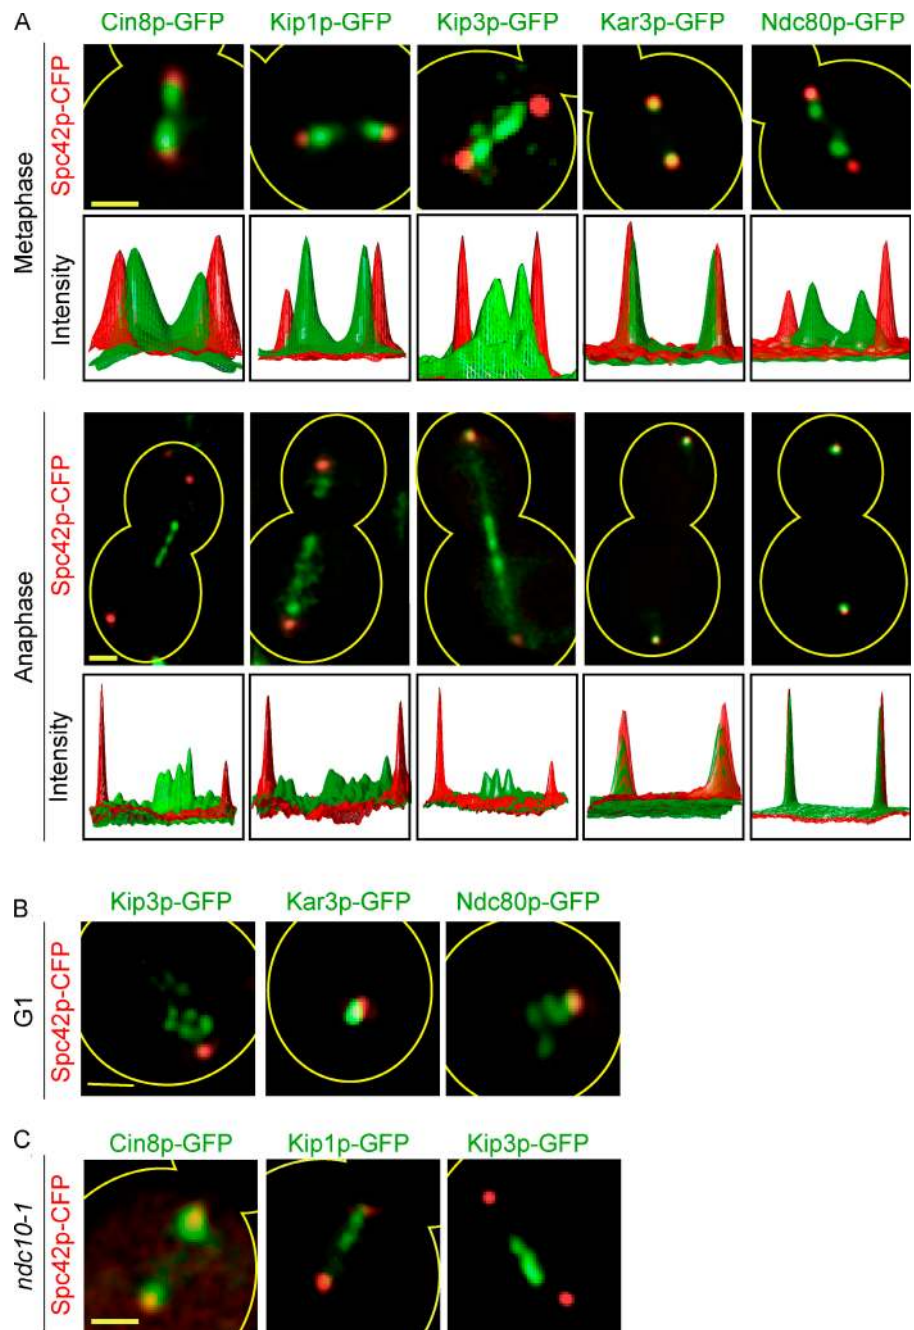 A
Cin8p-GFP Kip1p-GFP Kip3p-GFP Kar3p-GFP Ndc80p-GFP
Metaphase
Spc42p-CFP
Intensity
Anaphase
Spc42p-CFP
Intensity
B
Kip3p-GFP Kar3p-GFP Ndc80p-GFP
G1
Spc42p-CFP
C
Cin8p-GFP Kip1p-GFP Kip3p-GFP
ndc10-1
Spc42p-CFP